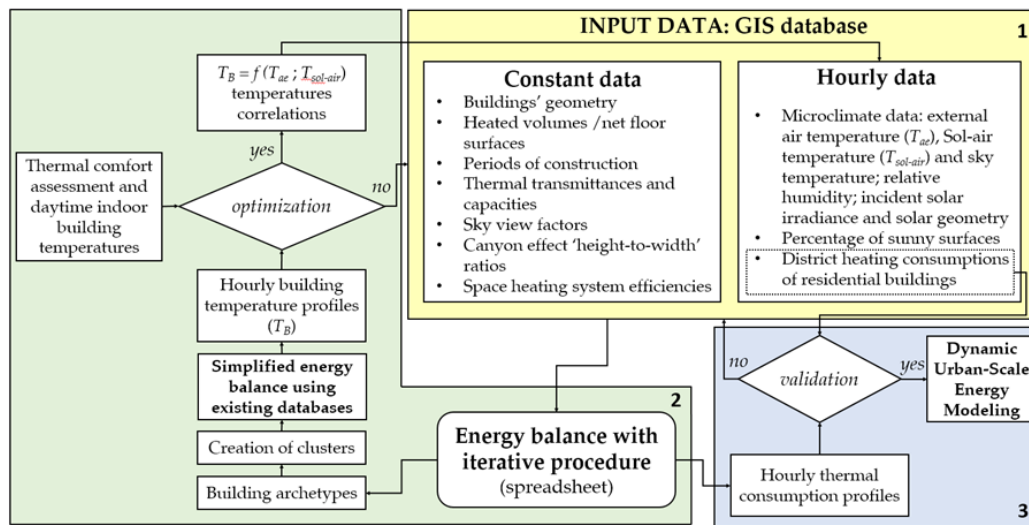 INPUT DATA: GIS database
1
Constant data
• Buildings' geometry
• Heated volumes /net floor
surfaces
• Periods of construction
• Thermal transmittances and
capacities
• Sky view factors
• Canyon effect 'height-to-width'
ratios
• Space heating system efficiencies
Hourly data
• Microclimate data: external
air temperature (Tae), Sol-air
temperature (Tsol-air) and sky
temperature; relative
humidity; incident solar
irradiance and solar geometry
• Percentage of sunny surfaces
• District heating consumptions
of residential buildings
TB = f (Tae ; Tsol-air)
temperatures
correlations
yes
no
optimization
Thermal comfort
assessment and
daytime indoor
building
temperatures
Hourly building
temperature profiles
(TB)
Simplified energy
balance using
existing databases
Creation of clusters
Building archetypes
2
Energy balance with
iterative procedure
(spreadsheet)
no
validation
yes
Dynamic
Urban-Scale
Energy
Modeling
Hourly thermal
consumption profiles
3